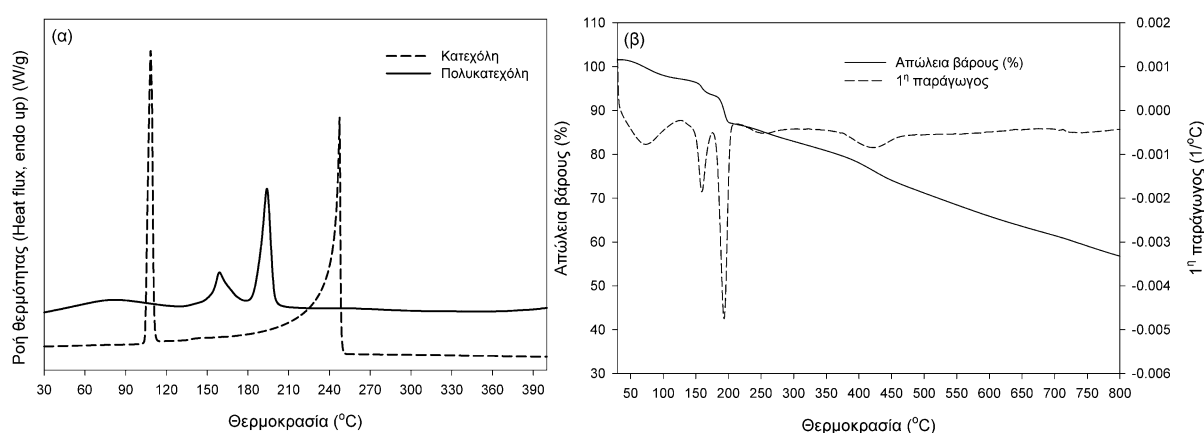 (α)
Κατεχόλη
Πολυκατεχόλη
Ροή θερμότητας (Heat flux, endo up) (W/g)
30 60 90 120 150 180 210 240 270 300 330 360 390
Θερμοκρασία (°C)
(β)
Απώλεια βάρους (%)
1η παράγωγος
110
100
90
80
70
60
50
40
30
Απώλεια βάρους (%)
0.002
0.001
0.000
-0.001
-0.002
-0.003
-0.004
-0.005
-0.006
1η παράγωγος (1/°C)
50 100 150 200 250 300 350 400 450 500 550 600 650 700 750 800
Θερμοκρασία (°C)